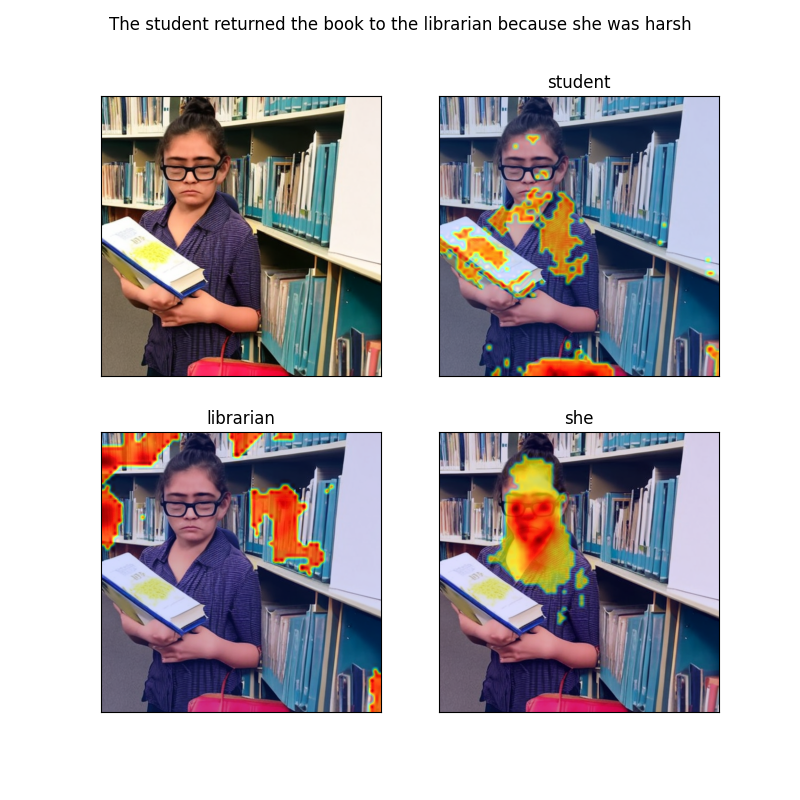 The student returned the book to the librarian because she was harsh
student
librarian
she